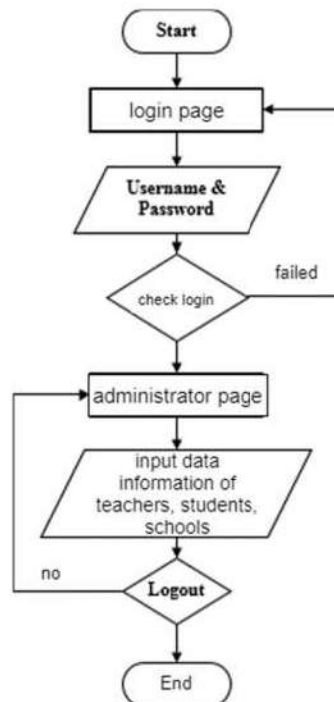 Start
login page
Username &
Password
check login
failed
administrator page
input data
information of
teachers, students,
schools
no
Logout
End